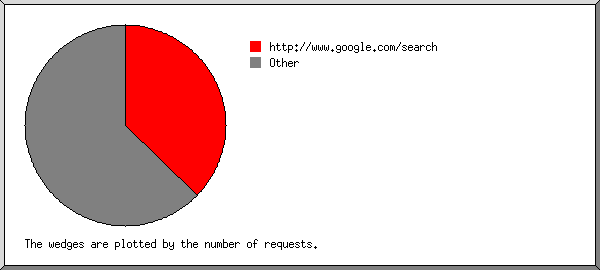 http://www.google.com/search
Other
The wedges are plotted by the number of requests.